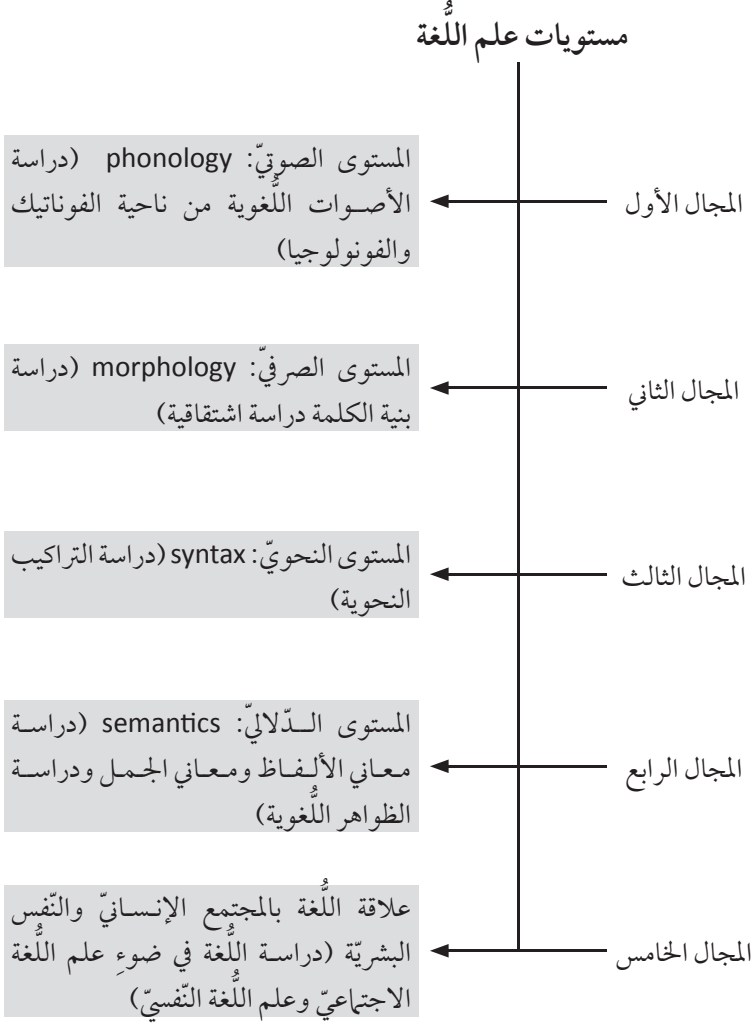 مستويات علم اللُّغة
المجال الأول
المستوى الصوتيّ: phonology (دراسة
الأصوات اللُّغوية من ناحية الفوناتيك
والفونولوجيا)
المجال الثاني
المستوى الصرفيّ: morphology (دراسة
بنية الكلمة دراسة اشتقاقية)
المجال الثالث
المستوى النحويّ: syntax (دراسة التراكيب
النحوية)
المجال الرابع
المستوى الدّلاليّ: semantics (دراسة
معاني الألفاظ ومعاني الجمل ودراسة
الظواهر اللُّغوية)
المجال الخامس
علاقة اللُّغة بالمجتمع الإنسانيّ والنّفس
البشريّة (دراسة اللُّغة في ضوءِ علم اللُّغة
الاجتماعيّ وعلم اللُّغة النّفسيّ)